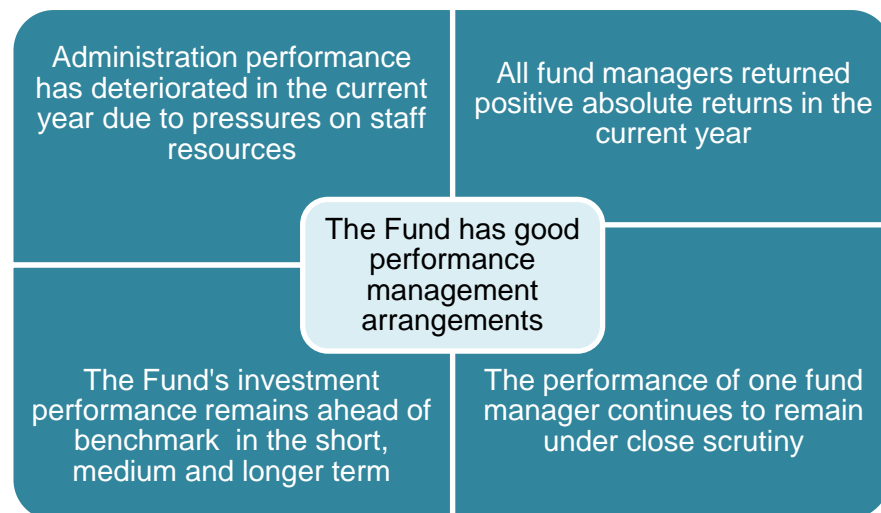 Administration performance
has deteriorated in the current
year due to pressures on staff
resources
All fund managers returned
positive absolute returns in the
current year
The Fund has good
performance
management
arrangements
The Fund's investment
performance remains ahead of
benchmark  in the short,
medium and longer term
The performance of one fund
manager continues to remain
under close scrutiny